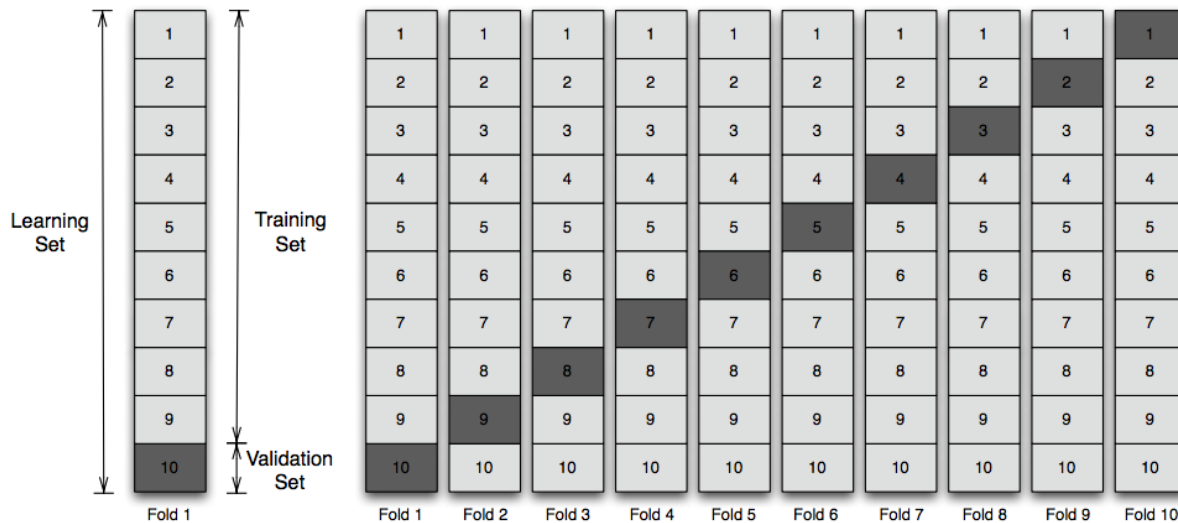 1 1 1 1 1 1 1 1 1 1 1
2 2 2 2 2 2 2 2 2 2 2
3 3 3 3 3 3 3 3 3 3 3
4 4 4 4 4 4 4 4 4 4 4
Learning
Set
Training
Set
5 5 5 5 5 5 5 5 5 5 5
6 6 6 6 6 6 6 6 6 6 6
7 7 7 7 7 7 7 7 7 7 7
8 8 8 8 8 8 8 8 8 8 8
9 9 9 9 9 9 9 9 9 9 9
Validation
Set
10 10 10 10 10 10 10 10 10 10 10
Fold 1 Fold 1 Fold 2 Fold 3 Fold 4 Fold 5 Fold 6 Fold 7 Fold 8 Fold 9 Fold 10